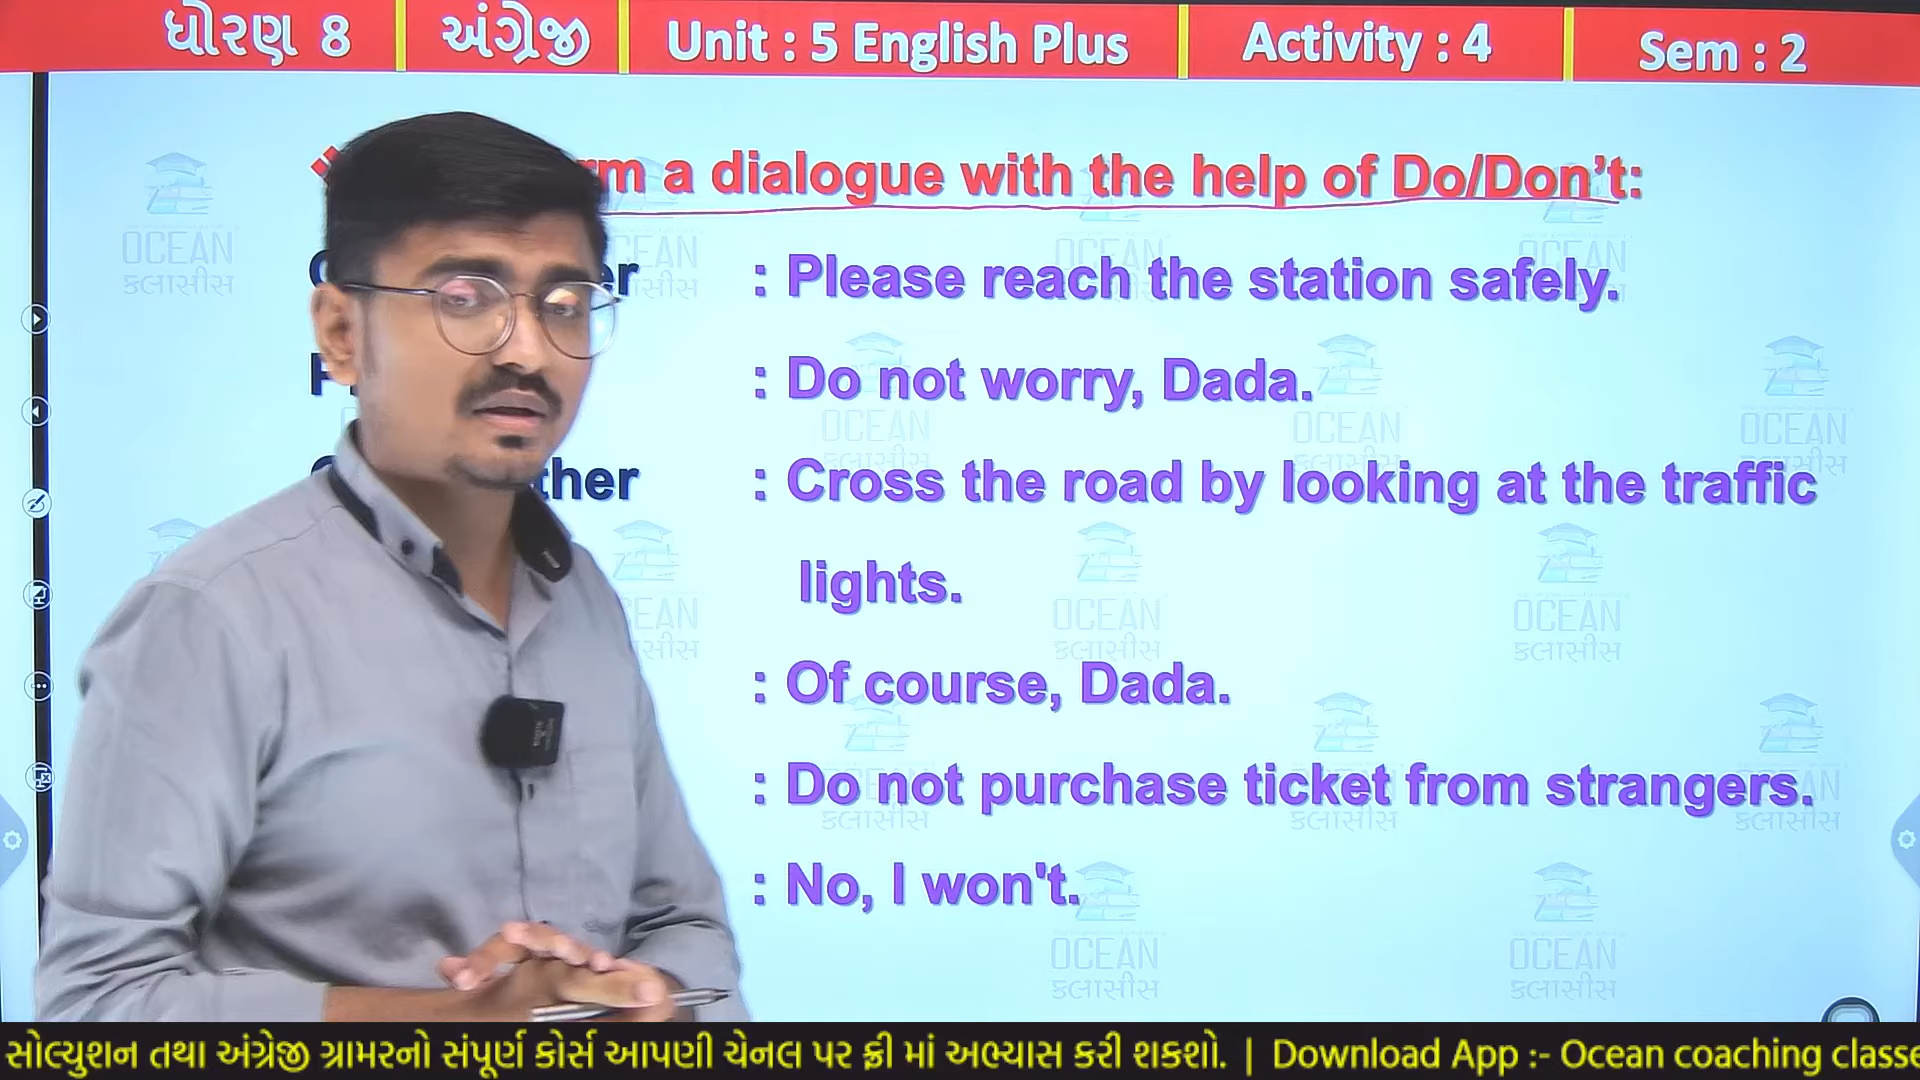 ધોરણ 8 અંગ્રેજી Unit : 5 English Plus Activity : 4 Sem : 2
a dialogue with the help of Do/Don't:
: Please reach the station safely.
: Do not worry, Dada.
: Cross the road by looking at the traffic
lights.
: Of course, Dada.
: Do not purchase ticket from strangers.
: No, I won't.
OCEAN
ક્લાસીસ
સોલ્યુશન તથા અંગ્રેજી ગ્રામરનો સંપૂર્ણ કોર્સ આપણી ચેનલ પર ફ્રી માં અભ્યાસ કરી શકશો. | Download App :- Ocean coaching